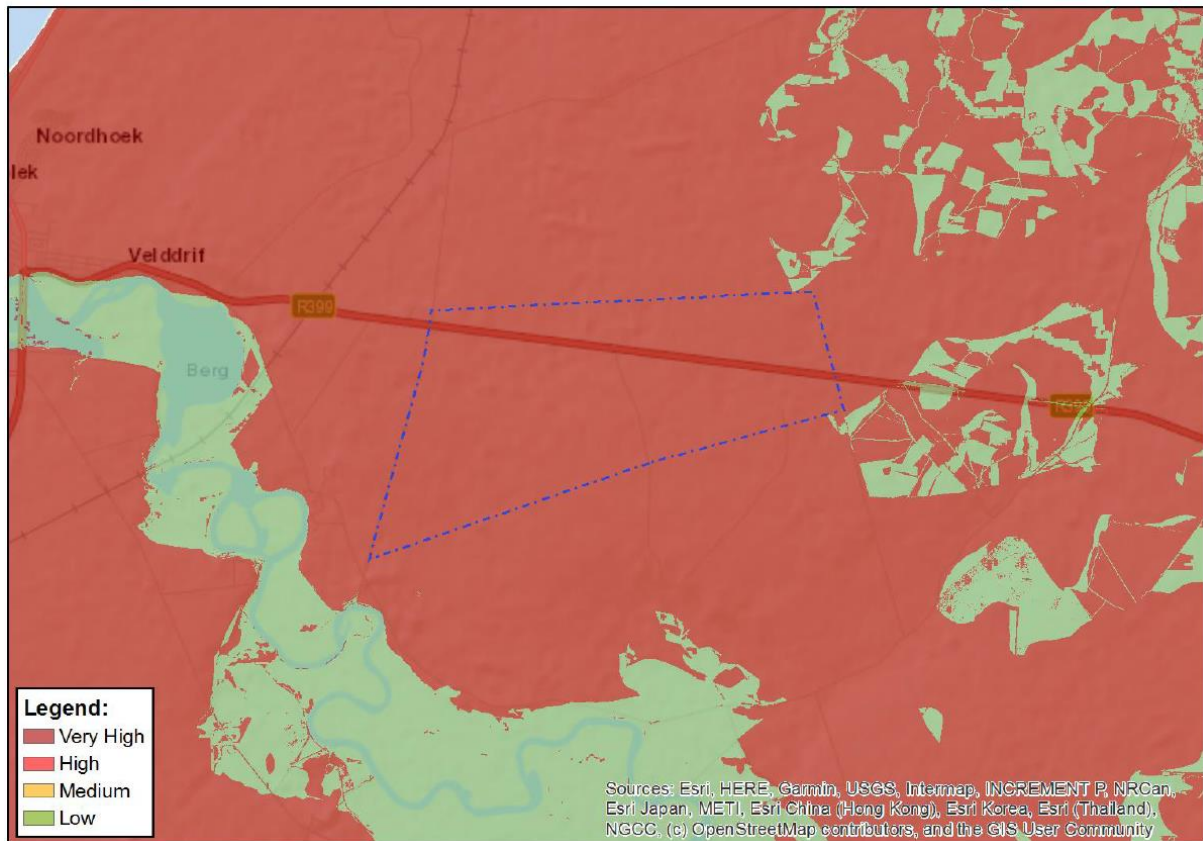 Noordhoek
lek
Velddrif
R399
Berg
R399
Legend:
Very High
High
Medium
Low
Sources: Esri, HERE, Garmin, USGS, Intermap, INCREMENT P, NRCan,
Esri Japan, METI, Esri China (Hong Kong), Esri Korea, Esri (Thailand),
NGCC, (c) OpenStreetMap contributors, and the GIS User Community